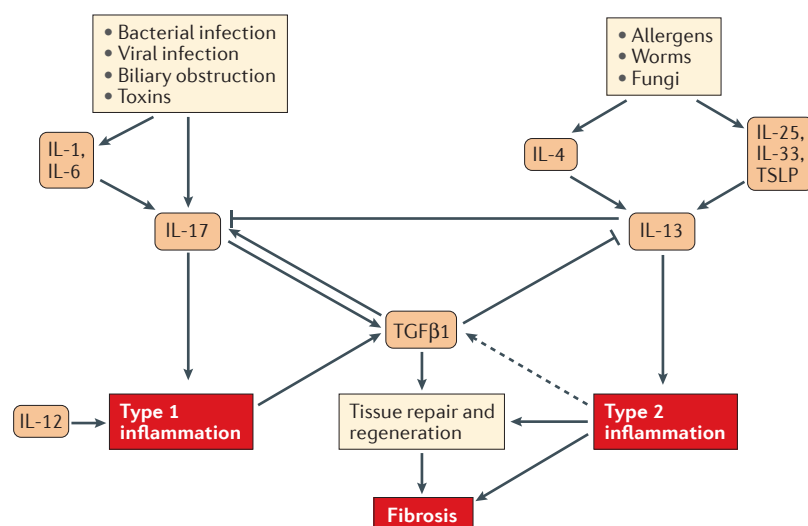 • Bacterial infection
• Viral infection
• Biliary obstruction
• Toxins
• Allergens
• Worms
• Fungi
IL-1,
IL-6
IL-4
IL-25,
IL-33,
TSLP
IL-17
IL-13
TGFβ1
IL-12
Type 1
inflammation
Tissue repair and
regeneration
Type 2
inflammation
Fibrosis